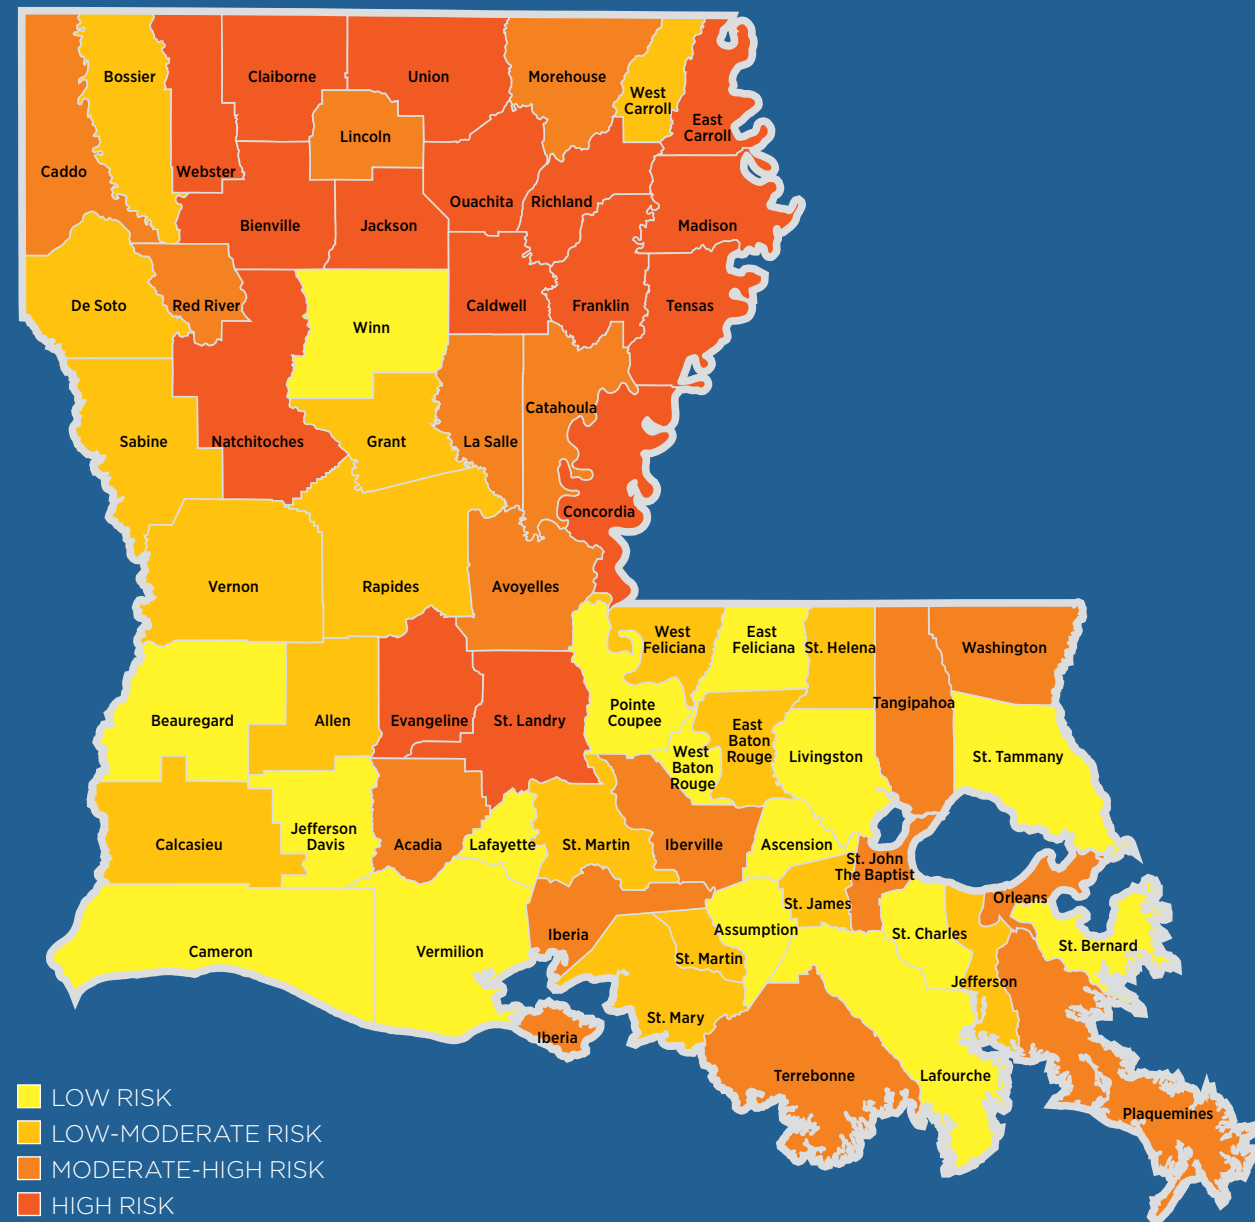 Bossier
Claiborne
Union
Morehouse
West
Carroll
East
Carroll
Lincoln
Caddo
Webster
Ouachita
Richland
Bienville
Jackson
Madison
De Soto
Red River
Winn
Caldwell
Franklin
Tensas
Catahoula
Sabine
Natchitoches
Grant
La Salle
Concordia
Vernon
Rapides
Avoyelles
West
Feliciana
East
Feliciana
St. Helena
Washington
Tangipahoa
Beauregard
Allen
Evangeline
St. Landry
Pointe
Coupee
East
Baton
Rouge
West
Baton
Rouge
Livingston
St. Tammany
Calcasieu
Jefferson
Davis
Acadia
Lafayette
St. Martin
Iberville
Ascension
St. John
The Baptist
Orleans
St. James
Cameron
Vermilion
Iberia
Assumption
St. Charles
St. Bernard
St. Martin
Jefferson
St. Mary
Iberia
Terrebonne
Lafourche
Plaquemines
LOW RISK
LOW-MODERATE RISK
MODERATE-HIGH RISK
HIGH RISK